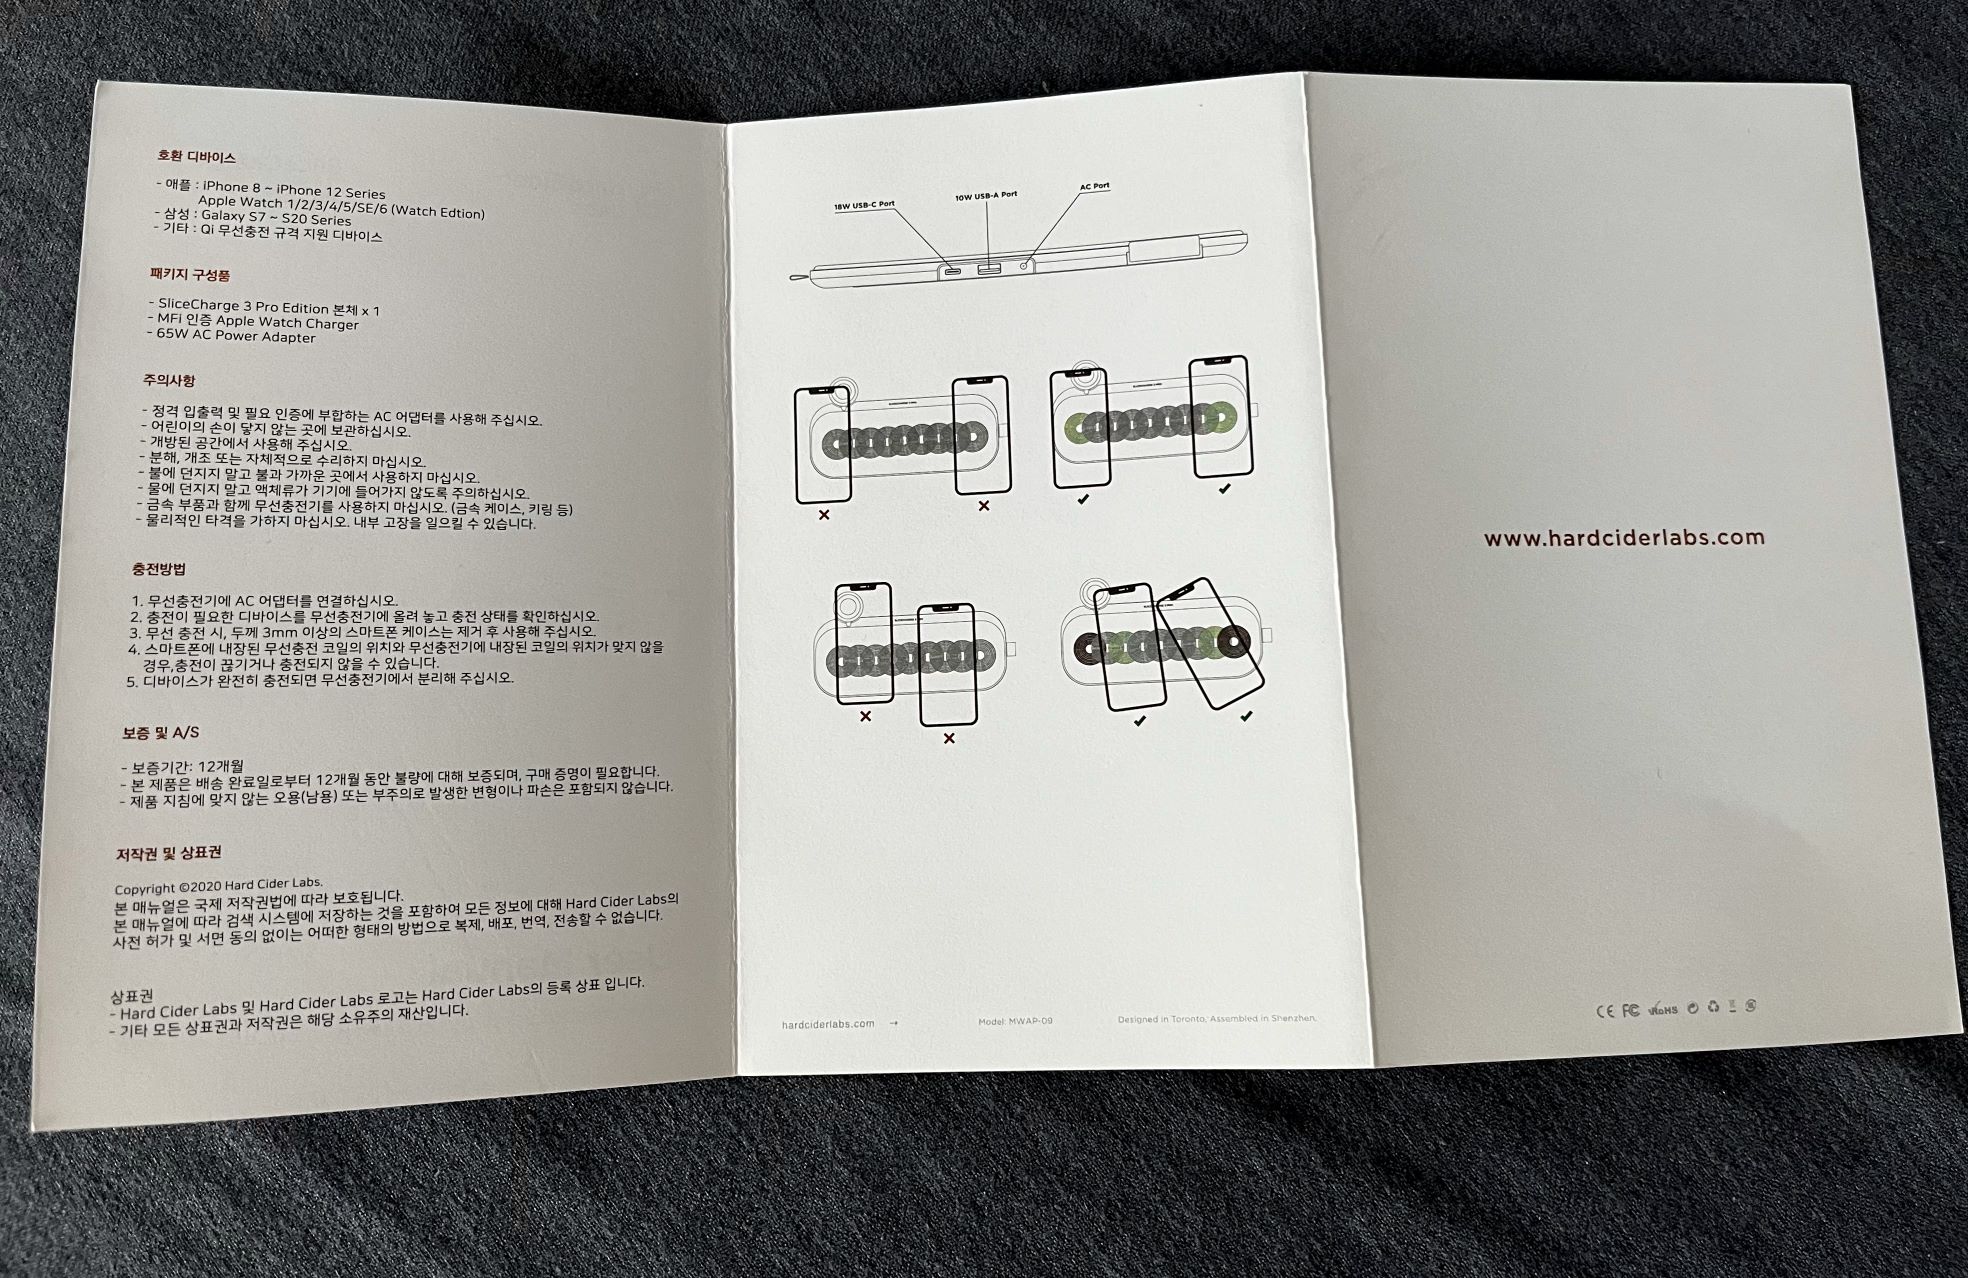 호환 디바이스
- 애플 : iPhone 8 ~ iPhone 12 Series
Apple Watch 1/2/3/4/5/SE/6 (Watch Edtion)
- 삼성 : Galaxy S7 ~ S20 Series
- 기타 : Qi 무선충전 규격 지원 디바이스
패키지 구성품
- SliceCharge 3 Pro Edition 본체 x 1
- MFi 인증 Apple Watch Charger
- 65W AC Power Adapter
주의사항
- 정격 입출력 및 필요 인증에 부합하는 AC 어댑터를 사용해 주십시오.
- 어린이의 손이 닿지 않는 곳에 보관하십시오.
- 개방된 공간에서 사용해 주십시오.
- 분해, 개조 또는 자체적으로 수리하지 마십시오.
- 불에 던지지 말고 불과 가까운 곳에서 사용하지 마십시오.
- 물에 던지지 말고 액체류가 기기에 들어가지 않도록 주의하십시오.
- 금속 부품과 함께 무선충전기를 사용하지 마십시오. (금속 케이스, 키링 등)
- 물리적인 타격을 가하지 마십시오. 내부 고장을 일으킬 수 있습니다.
충전방법
1. 무선충전기에 AC 어댑터를 연결하십시오.
2. 충전이 필요한 디바이스를 무선충전기에 올려 놓고 충전 상태를 확인하십시오.
3. 무선 충전 시, 두께 3mm 이상의 스마트폰 케이스는 제거 후 사용해 주십시오.
4. 스마트폰에 내장된 무선충전 코일의 위치와 무선충전기에 내장된 코일의 위치가 맞지 않을
경우,충전이 끊기거나 충전되지 않을 수 있습니다.
5. 디바이스가 완전히 충전되면 무선충전기에서 분리해 주십시오.
보증 및 A/S
- 보증기간: 12개월
- 본 제품은 배송 완료일로부터 12개월 동안 불량에 대해 보증되며, 구매 증명이 필요합니다.
- 제품 지침에 맞지 않는 오용(남용) 또는 부주의로 발생한 변형이나 파손은 포함되지 않습니다.
저작권 및 상표권
Copyright ©2020 Hard Cider Labs.
본 매뉴얼은 국제 저작권법에 따라 보호됩니다.
본 매뉴얼에 따라 검색 시스템에 저장하는 것을 포함하여 모든 정보에 대해 Hard Cider Labs의
사전 허가 및 서면 동의 없이는 어떠한 형태의 방법으로 복제, 배포, 번역, 전송할 수 없습니다.
상표권
- Hard Cider Labs 및 Hard Cider Labs 로고는 Hard Cider Labs의 등록 상표 입니다.
- 기타 모든 상표권과 저작권은 해당 소유주의 재산입니다.
18W USB-C Port
10W USB-A Port
AC Port
hardciderlabs.com →
Model: MWAP-09
Designed in Toronto. Assembled in Shenzhen.
www.hardciderlabs.com
CE FC RoHS